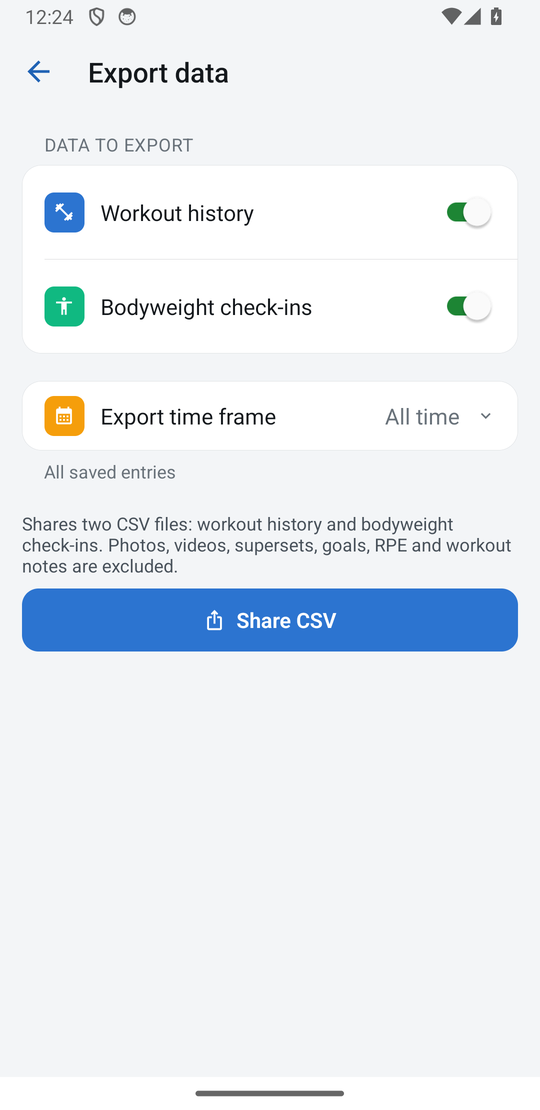 12:24
Export data
DATA TO EXPORT
Workout history
Bodyweight check-ins
Export time frame All time
All saved entries
Shares two CSV files: workout history and bodyweight
check-ins. Photos, videos, supersets, goals, RPE and workout
notes are excluded.
Share CSV